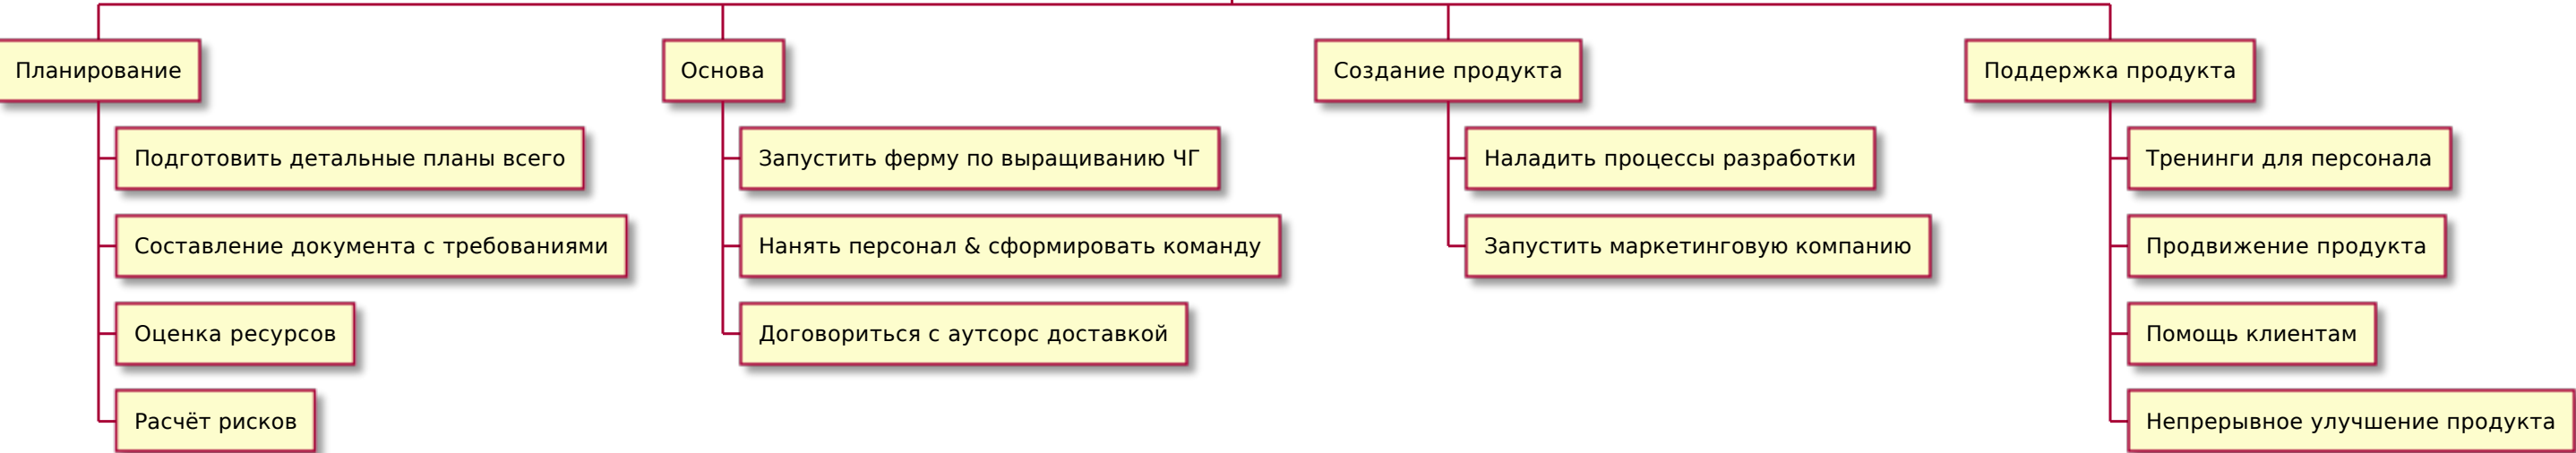 Планирование
Основа
Создание продукта
Поддержка продукта
Подготовить детальные планы всего
Запустить ферму по выращиванию ЧГ
Наладить процессы разработки
Тренинги для персонала
Составление документа с требованиями
Нанять персонал & сформировать команду
Запустить маркетинговую компанию
Продвижение продукта
Оценка ресурсов
Договориться с аутсорс доставкой
Помощь клиентам
Расчёт рисков
Непрерывное улучшение продукта